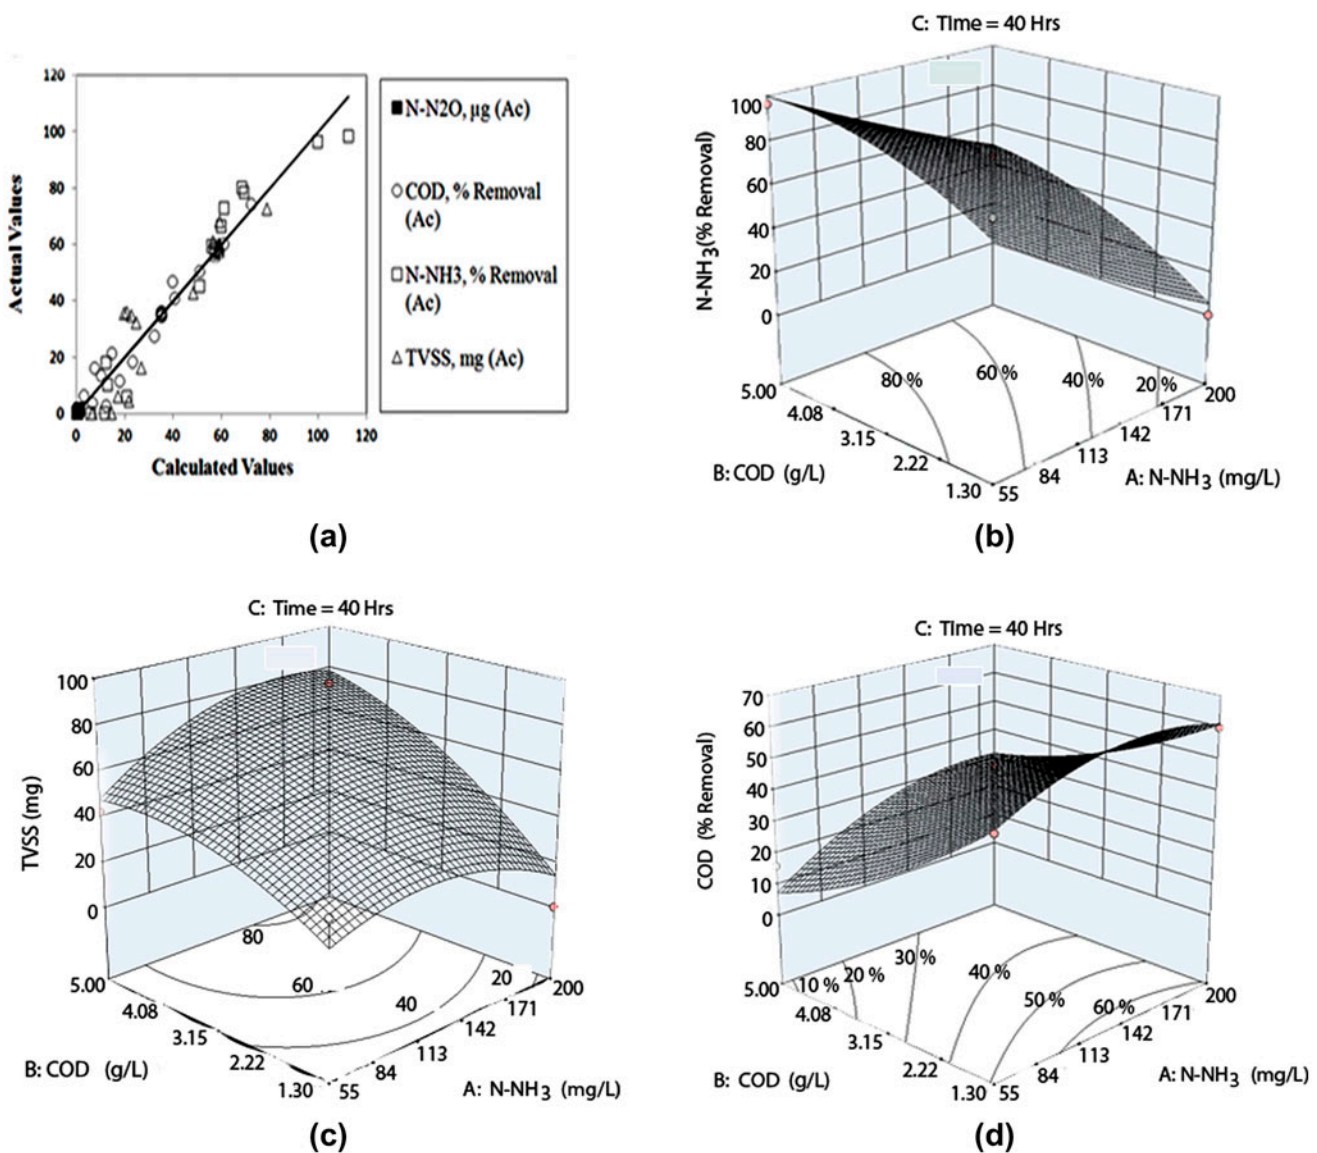 120
100
80
60
40
20
0
0 20 40 60 80 100 120
Actual Values
Calculated Values
N-N2O, µg (Ac)
COD, % Removal
(Ac)
N-NH3, % Removal
(Ac)
TVSS, mg (Ac)
(a)
C: Time = 40 Hrs
N-NH3 (% Removal)
100
80
60
40
20
0
80 % 60 % 40 % 20 %
5.00
4.08
3.15
2.22
1.30
55
84
113
142
171
200
B: COD (g/L)
A: N-NH3 (mg/L)
(b)
C: Time = 40 Hrs
TVSS (mg)
100
80
60
40
20
0
80
60
40
20
5.00
4.08
3.15
2.22
1.30
55
84
113
142
171
200
B: COD (g/L)
A: N-NH3 (mg/L)
(c)
C: Time = 40 Hrs
COD (% Removal)
70
60
50
40
30
20
10
0
10 % 20 % 30 % 40 % 50 % 60 %
5.00
4.08
3.15
2.22
1.30
55
84
113
142
171
200
B: COD (g/L)
A: N-NH3 (mg/L)
(d)